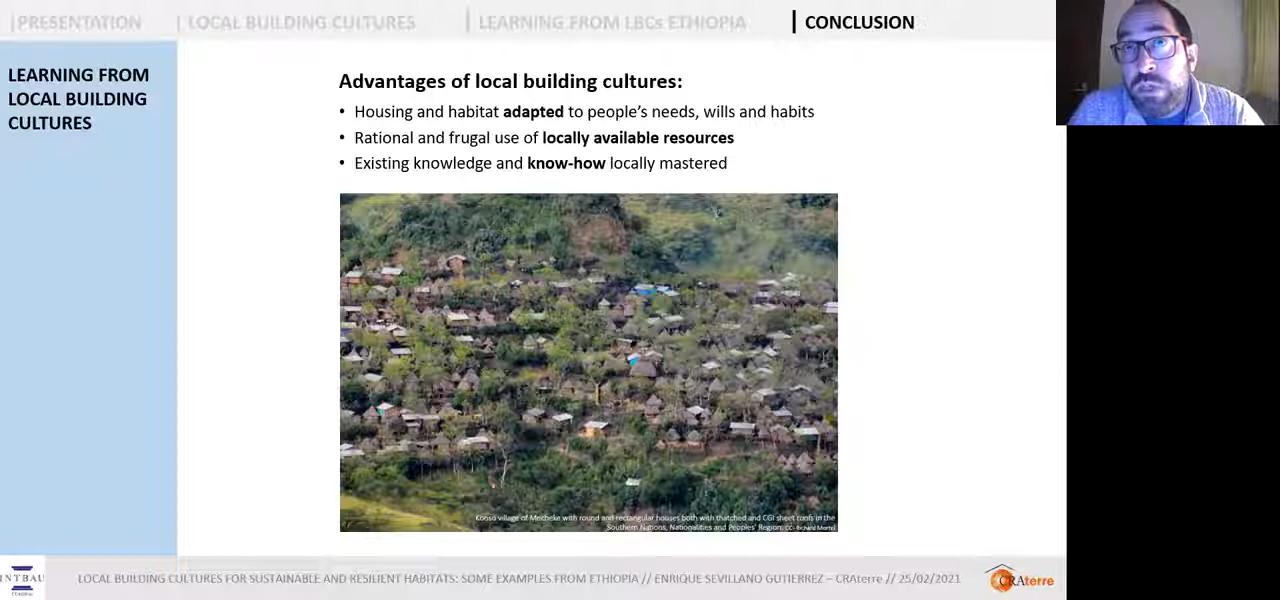 |PRESENTATION | LOCAL BUILDING CULTURES | LEARNING FROM LBCs ETHIOPIA | CONCLUSION
LEARNING FROM
LOCAL BUILDING
CULTURES
Advantages of local building cultures:
• Housing and habitat adapted to people's needs, wills and habits
• Rational and frugal use of locally available resources
• Existing knowledge and know-how locally mastered
Konso village of Mecheke with round and rectangular houses both with thatched and CGI sheet roofs in the
Southern Nations, Nationalities and Peoples' Region. cc- Richard Mortel
INTBAU
LOCAL BUILDING CULTURES FOR SUSTAINABLE AND RESILIENT HABITATS: SOME EXAMPLES FROM ETHIOPIA // ENRIQUE SEVILLANO GUTIERREZ – CRAterre // 25/02/2021
CRAterre